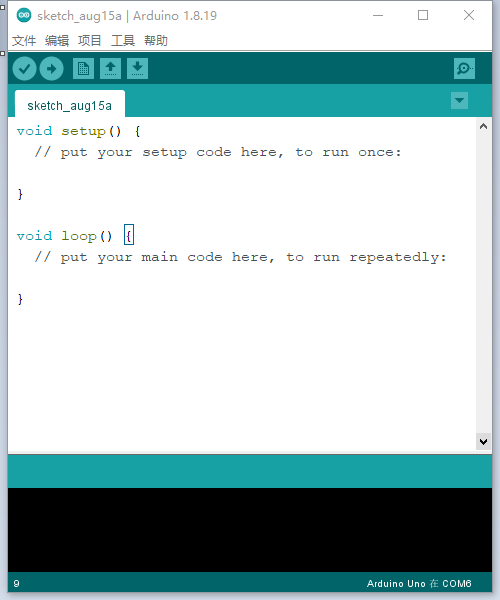 sketch_aug15a | Arduino 1.8.19
文件 编辑 项目 工具 帮助
sketch_aug15a
void setup() {
  // put your setup code here, to run once:

}

void loop() {
  // put your main code here, to run repeatedly:

}
9
Arduino Uno 在 COM6